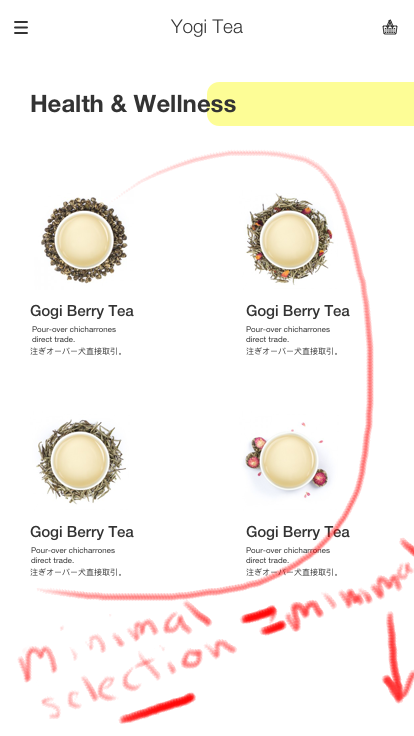 Yogi Tea
Health & Wellness
Gogi Berry Tea
Pour-over chicharrones
direct trade.
注ぎオーバー犬直接取引。
Gogi Berry Tea
Pour-over chicharrones
direct trade.
注ぎオーバー犬直接取引。
Gogi Berry Tea
Pour-over chicharrones
direct trade.
注ぎオーバー犬直接取引。
Gogi Berry Tea
Pour-over chicharrones
direct trade.
注ぎオーバー犬直接取引。
minimal = minimal
selection